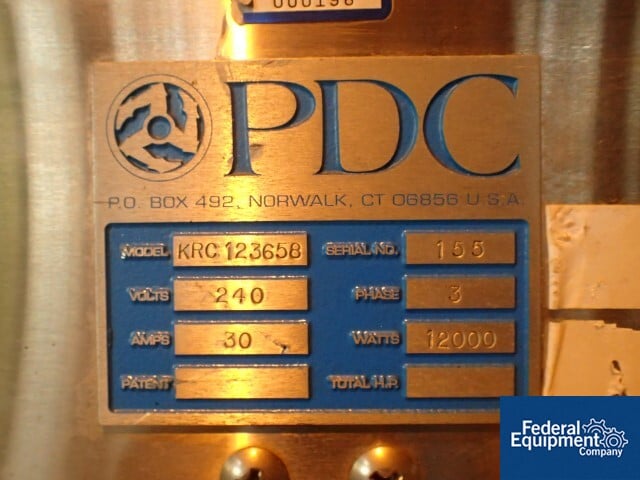 000198
PDC
P.O. BOX 492, NORWALK, CT 06856 U.S.A.
MODEL KRC 123658 SERIAL NO. 155
VOLTS 240 PHASE 3
AMPS 30 WATTS 12000
PATENT TOTAL H.P.
Federal
Equipment
Company